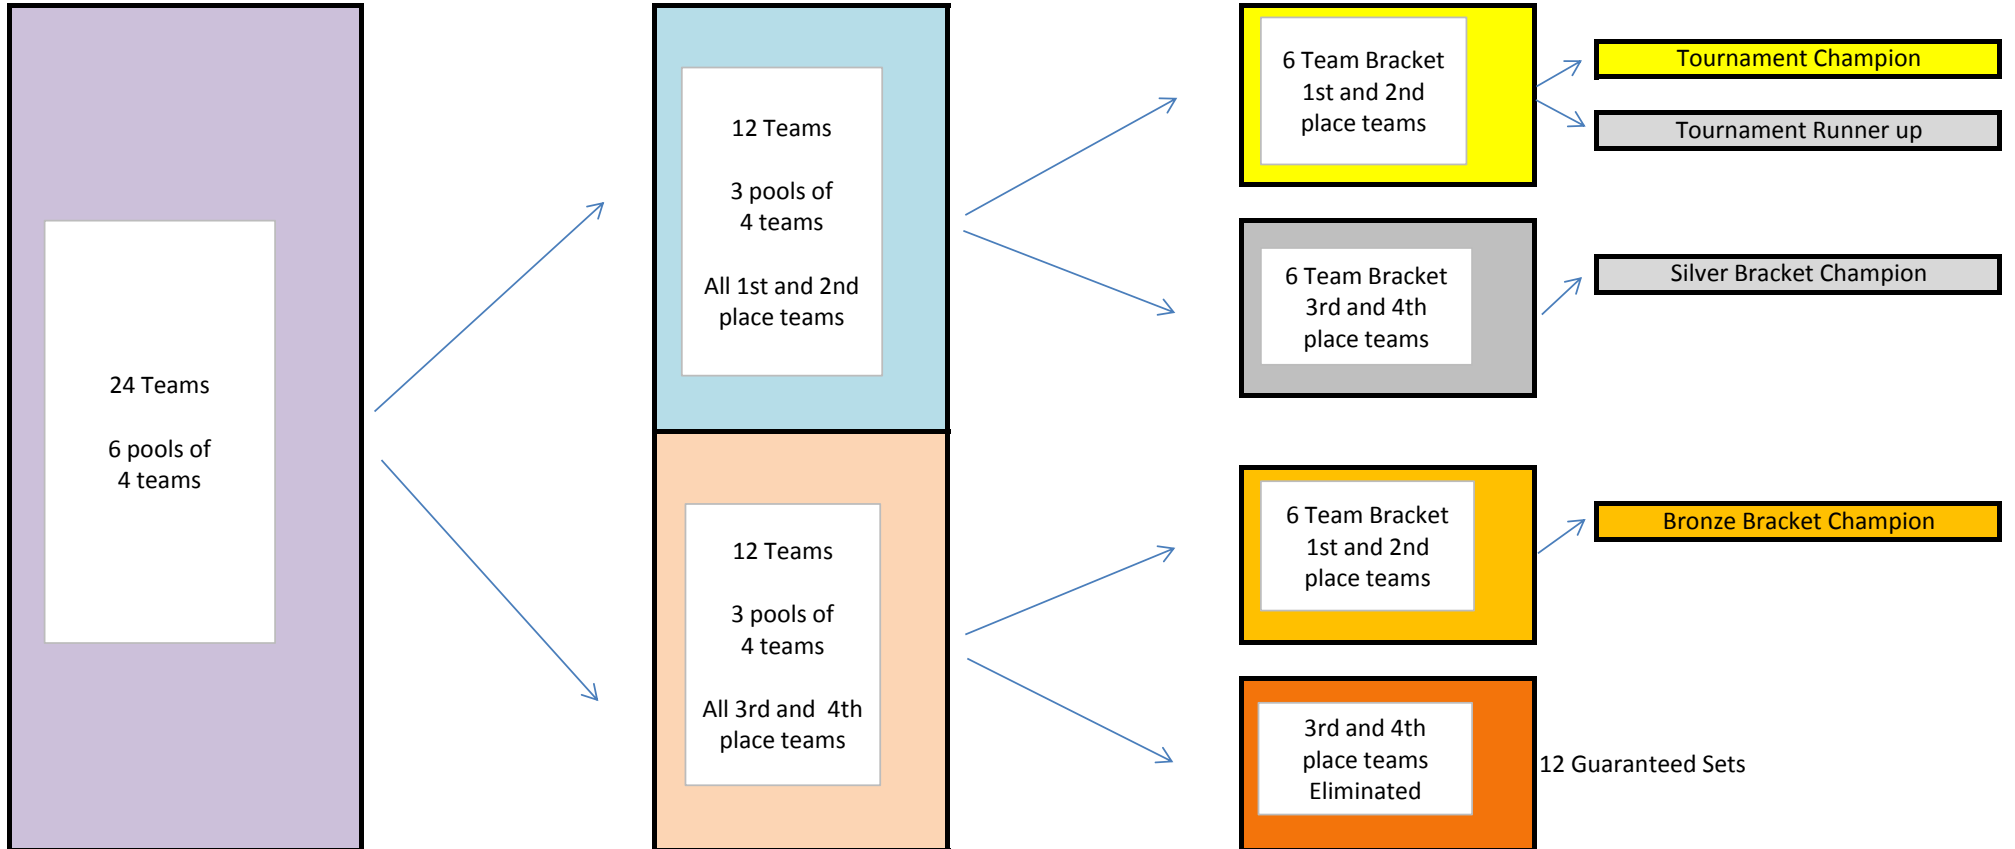 24 Teams
6 pools of
4 teams
12 Teams
3 pools of
4 teams
All 1st and 2nd
place teams
12 Teams
3 pools of
4 teams
All 3rd and  4th
place teams
6 Team Bracket
1st and 2nd
place teams
Tournament Champion
Tournament Runner up
6 Team Bracket
3rd and 4th
place teams
Silver Bracket Champion
6 Team Bracket
1st and 2nd
place teams
Bronze Bracket Champion
3rd and 4th
place teams
Eliminated
12 Guaranteed Sets